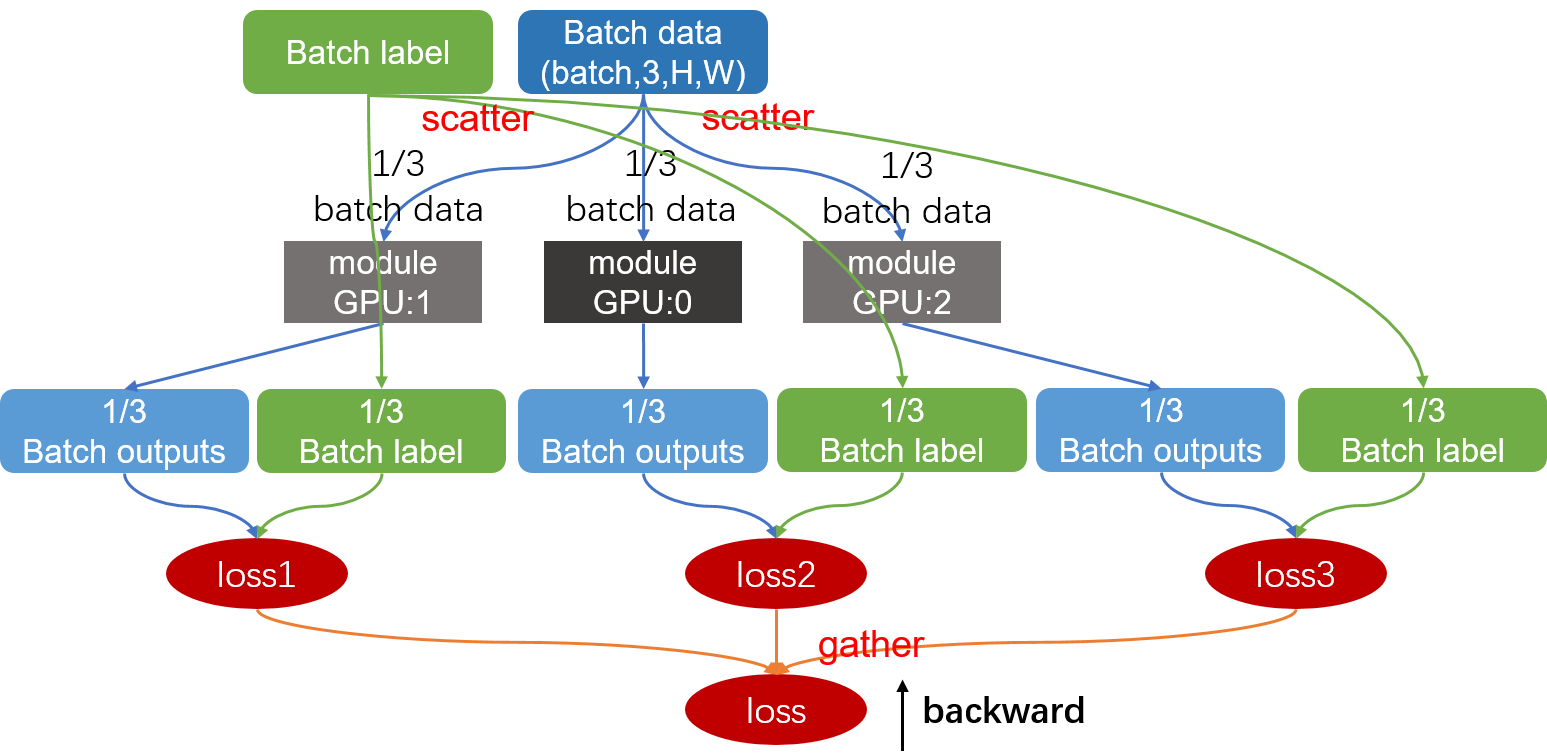 Batch label
Batch data
(batch,3,H,W)
scatter
scatter
1/3
batch data
1/3
batch data
1/3
batch data
module
GPU:1
module
GPU:0
module
GPU:2
1/3
Batch outputs
1/3
Batch label
1/3
Batch outputs
1/3
Batch label
1/3
Batch outputs
1/3
Batch label
loss1
loss2
loss3
gather
loss
backward